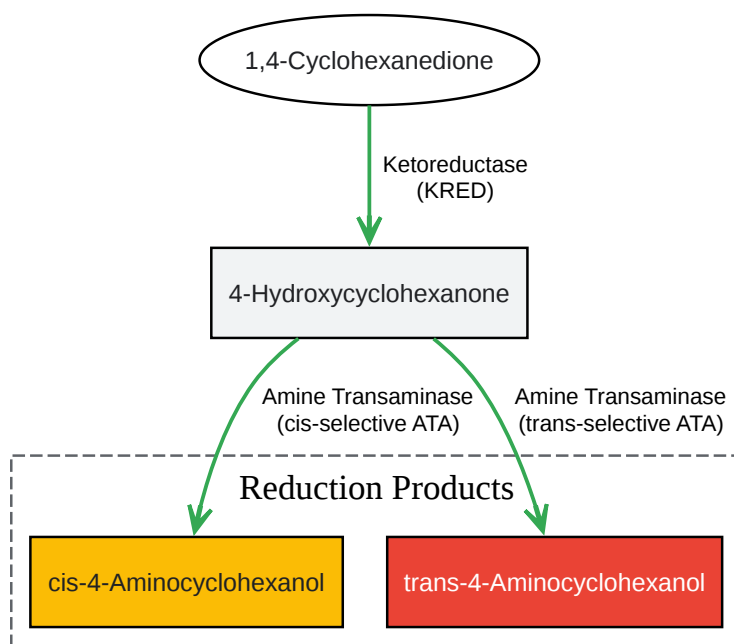 1,4-Cyclohexanedione
Ketoreductase
(KRED)
4-Hydroxycyclohexanone
Amine Transaminase
(cis-selective ATA)
Amine Transaminase
(trans-selective ATA)
Reduction Products
cis-4-Aminocyclohexanol
trans-4-Aminocyclohexanol